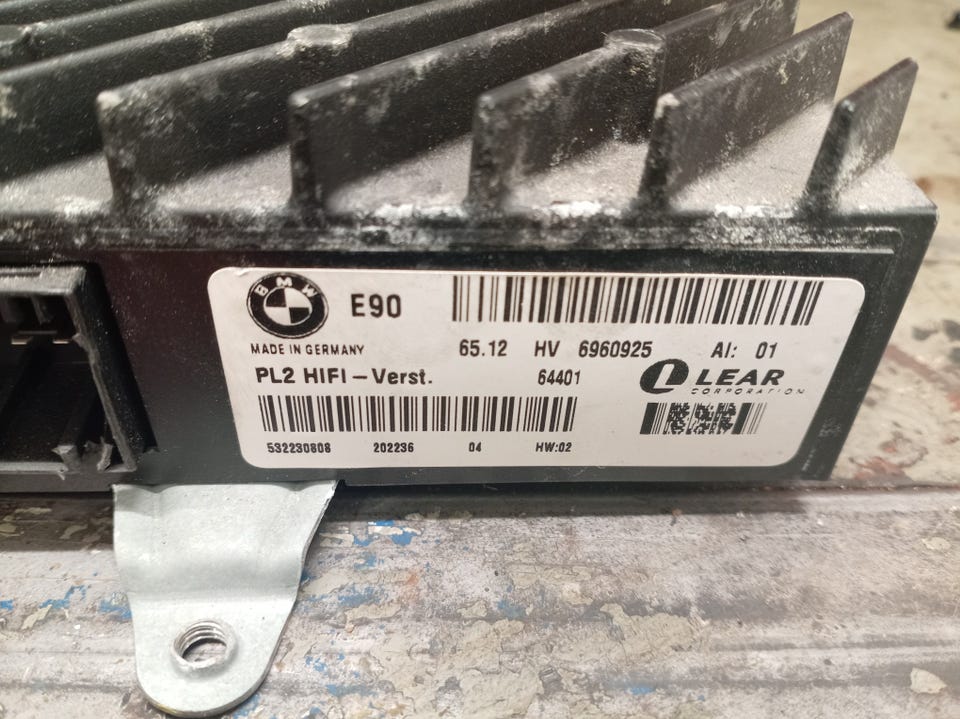 BMW E90
MADE IN GERMANY 65.12 HV 6960925 AI: 01
PL2 HIFI-Verst. 64401 LEAR
CORPORATION
532230808 202236 04 HW:02